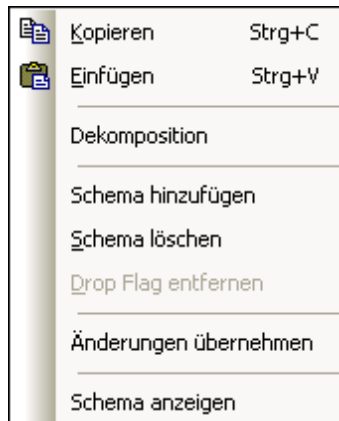 Kopieren Strg+C
Einfügen Strg+V
Dekomposition
Schema hinzufügen
Schema löschen
Drop Flag entfernen
Änderungen übernehmen
Schema anzeigen